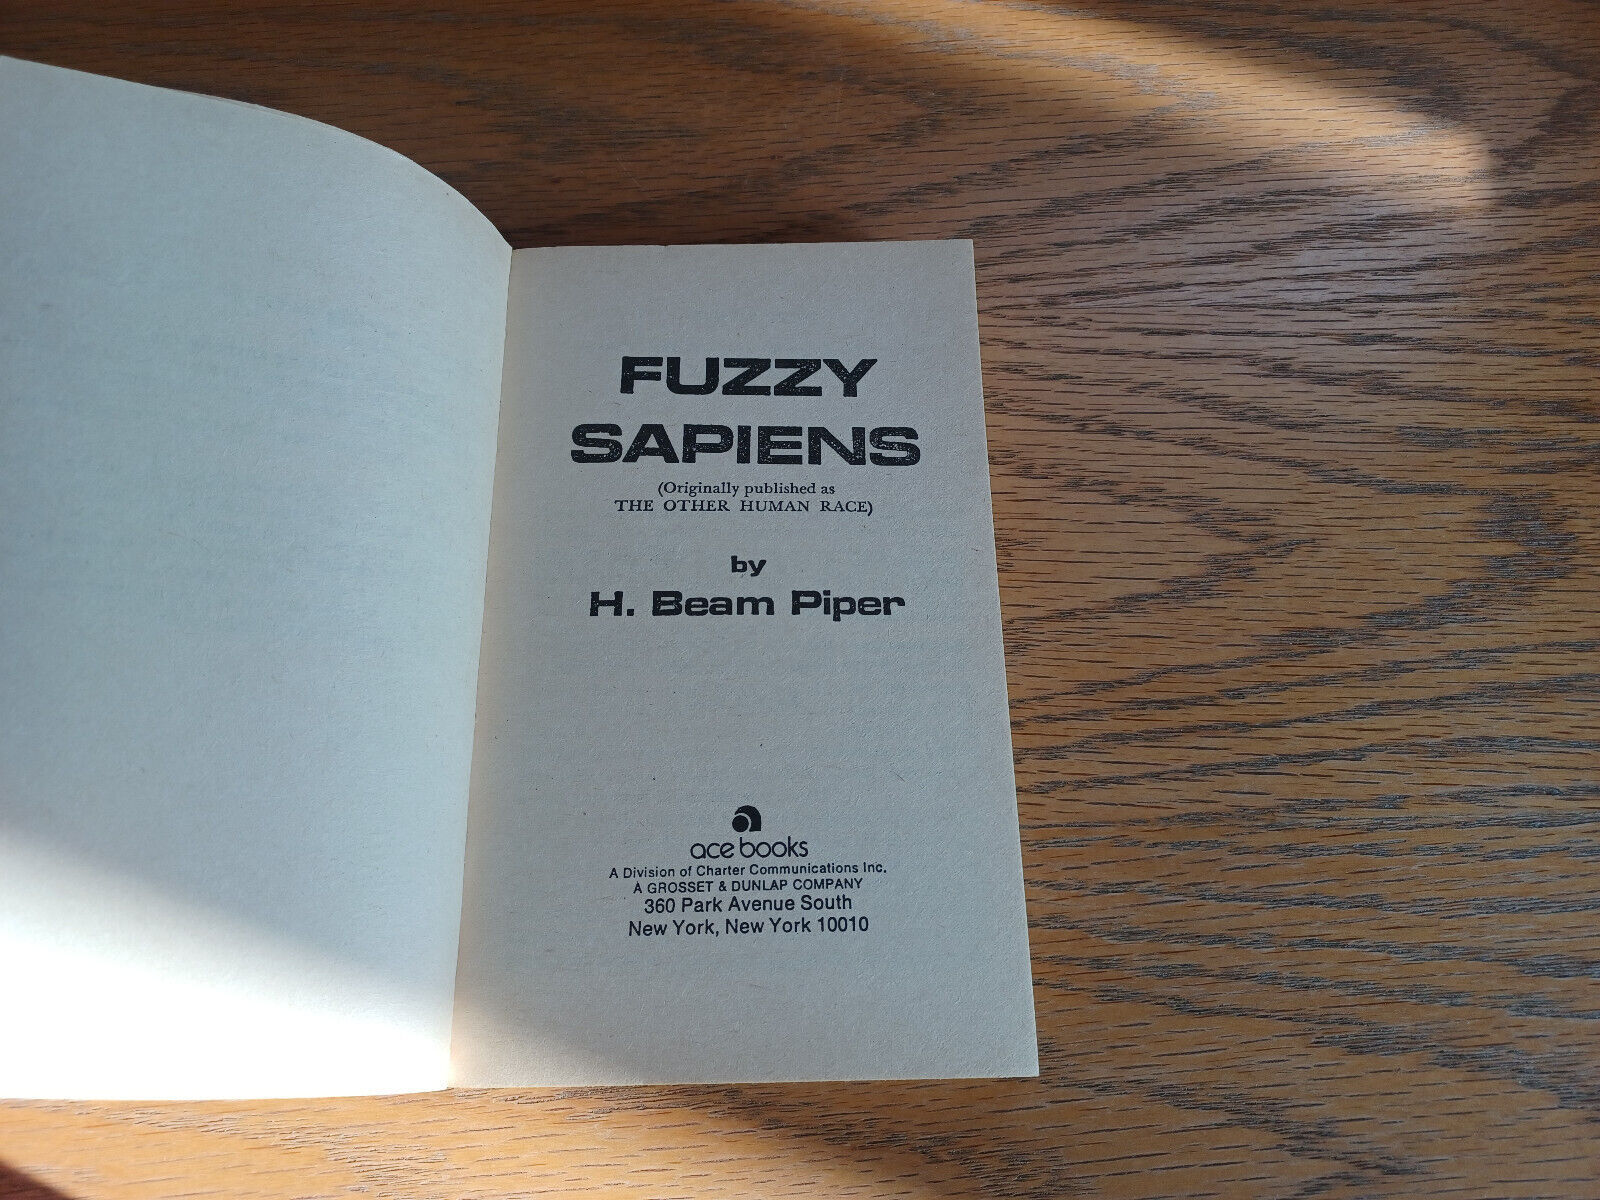 FUZZY
SAPIENS
(Originally published as
THE OTHER HUMAN RACE)
by
H. Beam Piper
ace books
A Division of Charter Communications Inc.
A GROSSET & DUNLAP COMPANY
360 Park Avenue South
New York, New York 10010